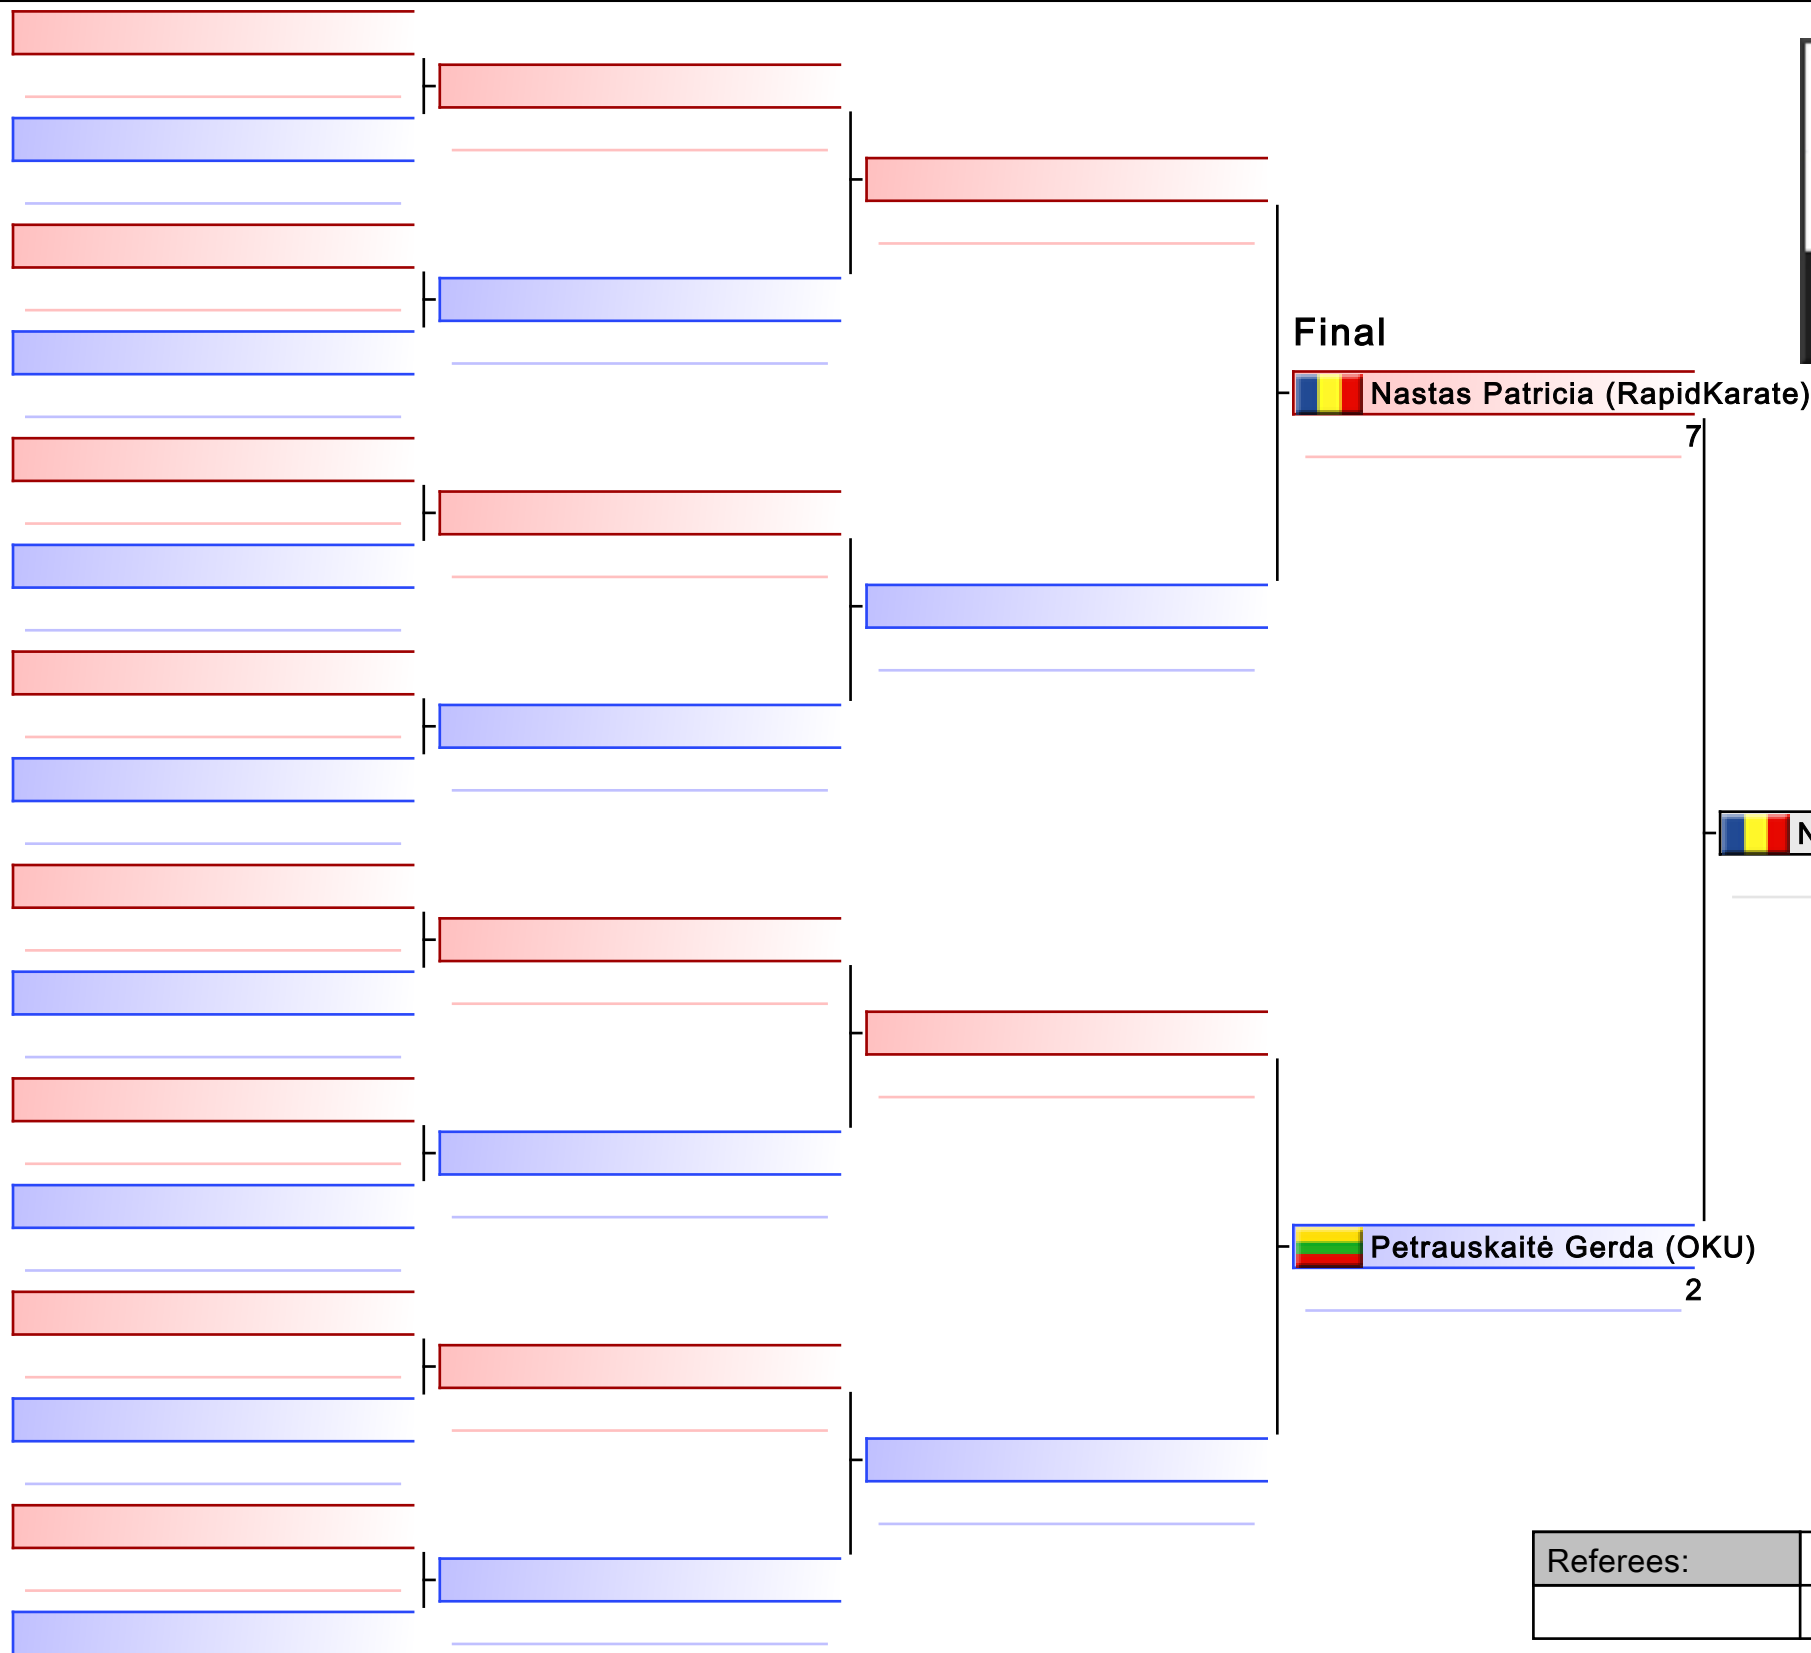 Final
Nastas Patricia (RapidKarate)
7
N
Petrauskaitė Gerda (OKU)
2
Referees: